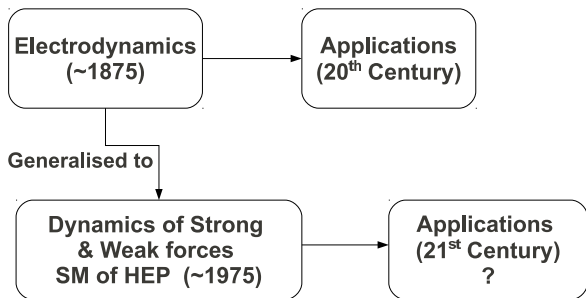 Electrodynamics
(~1875)
Applications
(20th Century)
Generalised to
Dynamics of Strong
& Weak forces
SM of HEP (~1975)
Applications
(21st Century)
?